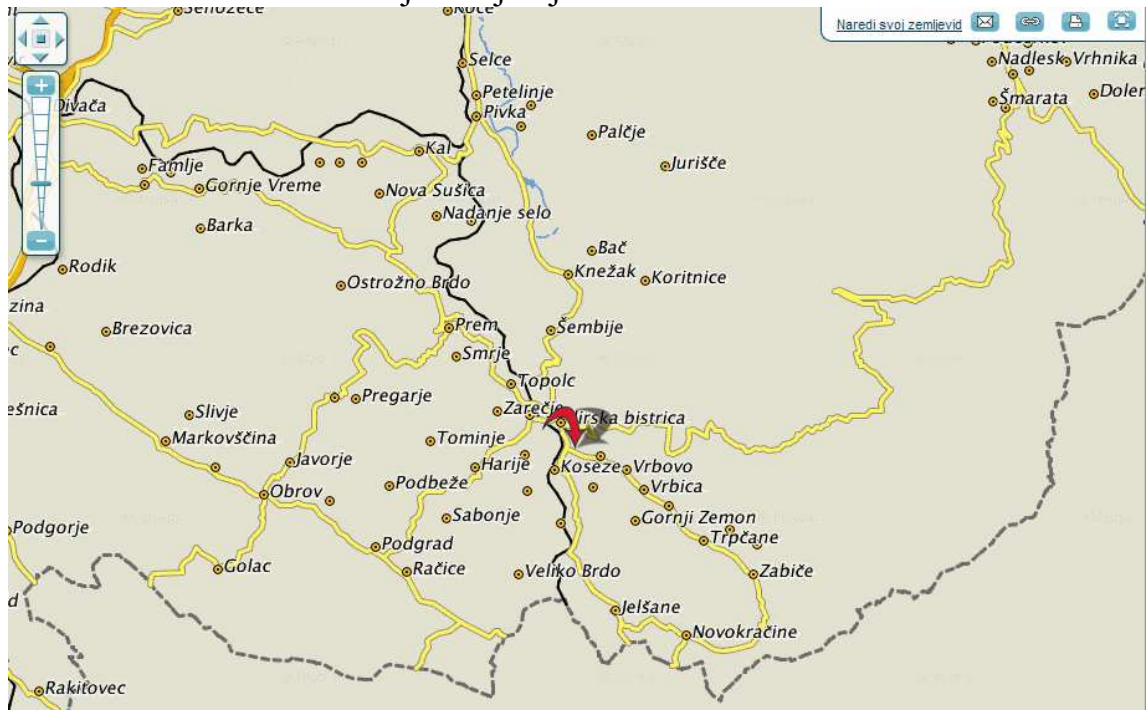 Senožeče
Naredi svoj zemljevid
Selce
Nadlesk
Vrhnika
Petelinje
Divača
Pivka
Šmarata
Palčje
Kal
Jurišče
Famlje
Gornje Vreme
Nova Sušica
Nadanje selo
Barka
Bač
Rodik
Knežak
Koritnice
Ostrožno Brdo
zina
Brezovica
Prem
Šembije
Smrje
Topolc
Pregarje
ešnica
Slivje
Zarečje
Ilirska bistrica
Markovščina
Tominje
Javorje
Harije
Koseze
Vrbovo
Podbeže
Vrbica
Obrov
Sabonje
Gornji Zemon
Podgorje
Trpčane
Podgrad
Golac
Račice
Veliko Brdo
Zabiče
Jelšane
Novokračine
Rakitovec